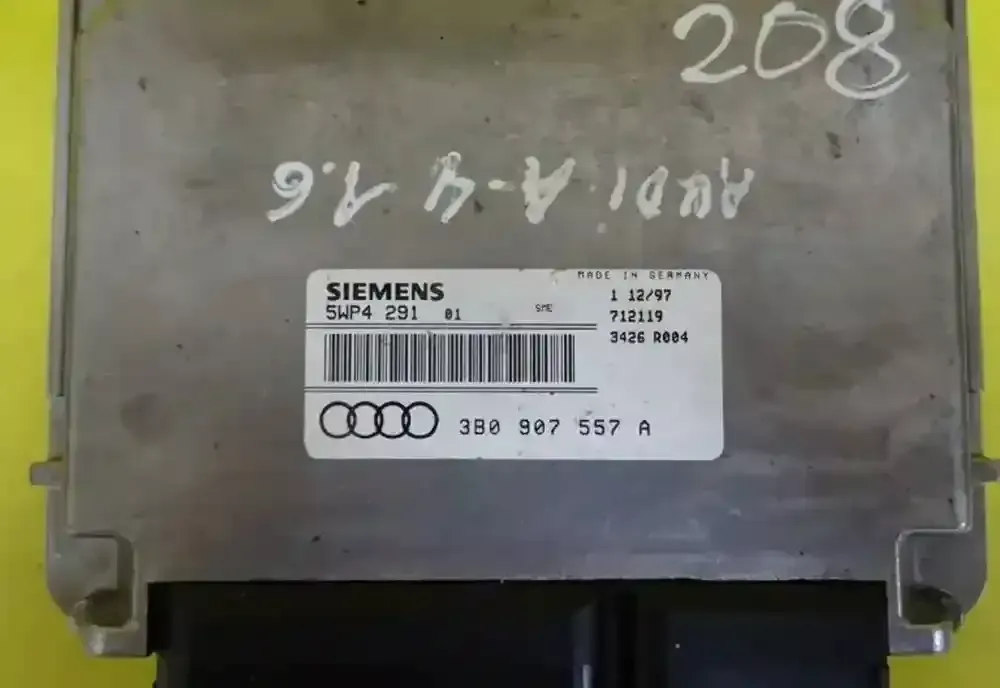 208
AUDI A-4 1.6
MADE IN GERMANY
SIEMENS
5WP4 291 01
SME
1 12/97
712119
3426 R004
3B0 907 557 A